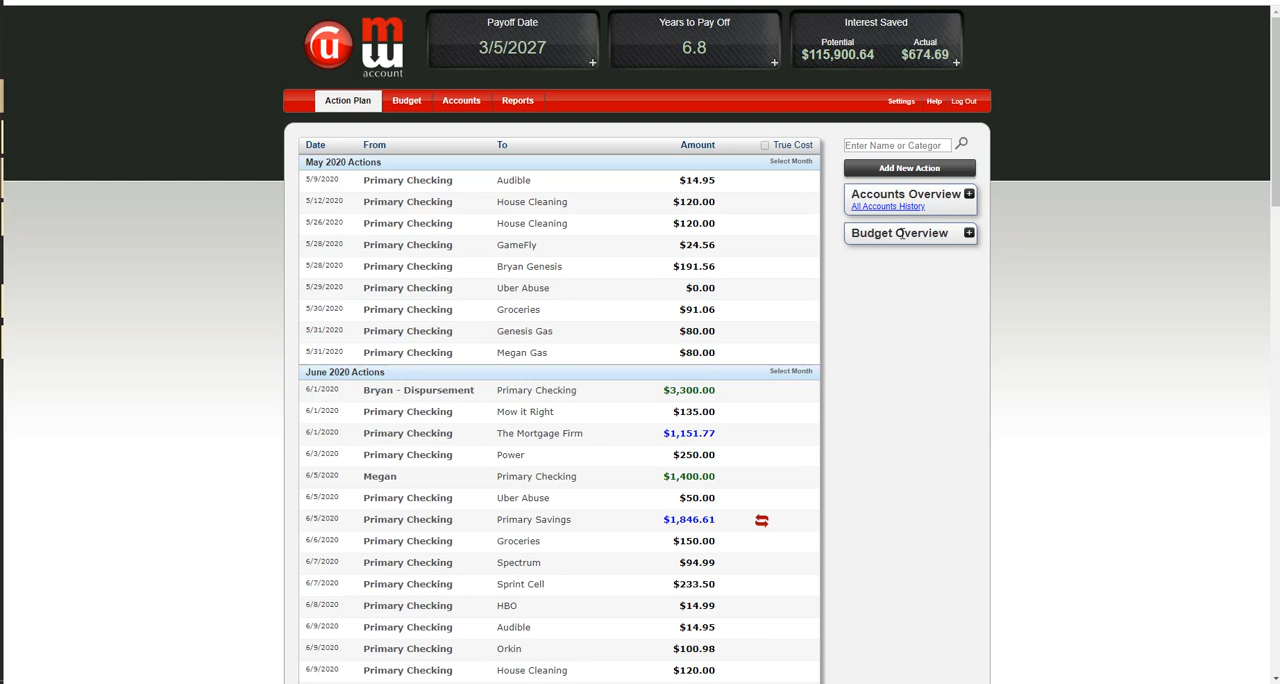 Payoff Date
3/5/2027
Years to Pay Off
6.8
Interest Saved
Potential Actual
$115,900.64 $674.69
u mw
account
Action Plan Budget Accounts Reports Settings Help Log Out
Date From To Amount True Cost
May 2020 Actions Select Month
5/9/2020 Primary Checking Audible $14.95
5/12/2020 Primary Checking House Cleaning $120.00
5/26/2020 Primary Checking House Cleaning $120.00
5/28/2020 Primary Checking GameFly $24.56
5/28/2020 Primary Checking Bryan Genesis $191.56
5/29/2020 Primary Checking Uber Abuse $0.00
5/30/2020 Primary Checking Groceries $91.06
5/31/2020 Primary Checking Genesis Gas $80.00
5/31/2020 Primary Checking Megan Gas $80.00
June 2020 Actions Select Month
6/1/2020 Bryan - Dispursement Primary Checking $3,300.00
6/1/2020 Primary Checking Mow it Right $135.00
6/1/2020 Primary Checking The Mortgage Firm $1,151.77
6/3/2020 Primary Checking Power $250.00
6/5/2020 Megan Primary Checking $1,400.00
6/5/2020 Primary Checking Uber Abuse $50.00
6/5/2020 Primary Checking Primary Savings $1,846.61
6/6/2020 Primary Checking Groceries $150.00
6/7/2020 Primary Checking Spectrum $94.99
6/7/2020 Primary Checking Sprint Cell $233.50
6/8/2020 Primary Checking HBO $14.99
6/9/2020 Primary Checking Audible $14.95
6/9/2020 Primary Checking Orkin $100.98
6/9/2020 Primary Checking House Cleaning $120.00
Enter Name or Categor
Add New Action
Accounts Overview
All Accounts History
Budget Overview